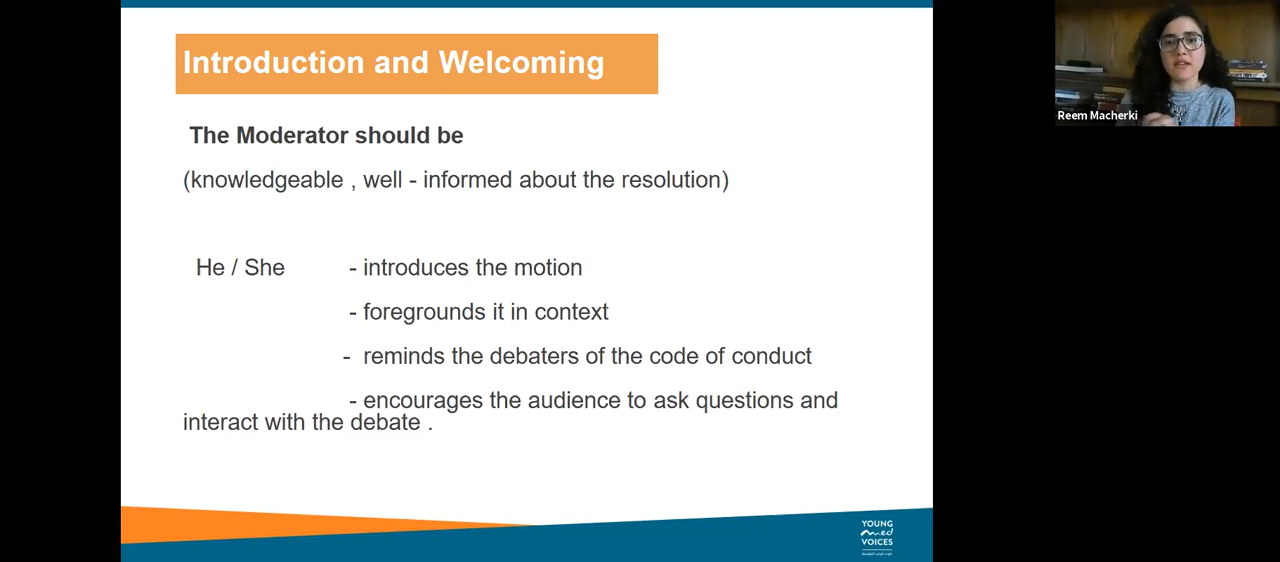 Introduction and Welcoming
Reem Macherki
The Moderator should be
(knowledgeable , well - informed about the resolution)
He / She - introduces the motion
- foregrounds it in context
- reminds the debaters of the code of conduct
- encourages the audience to ask questions and
interact with the debate .
YOUNG
med
VOICES